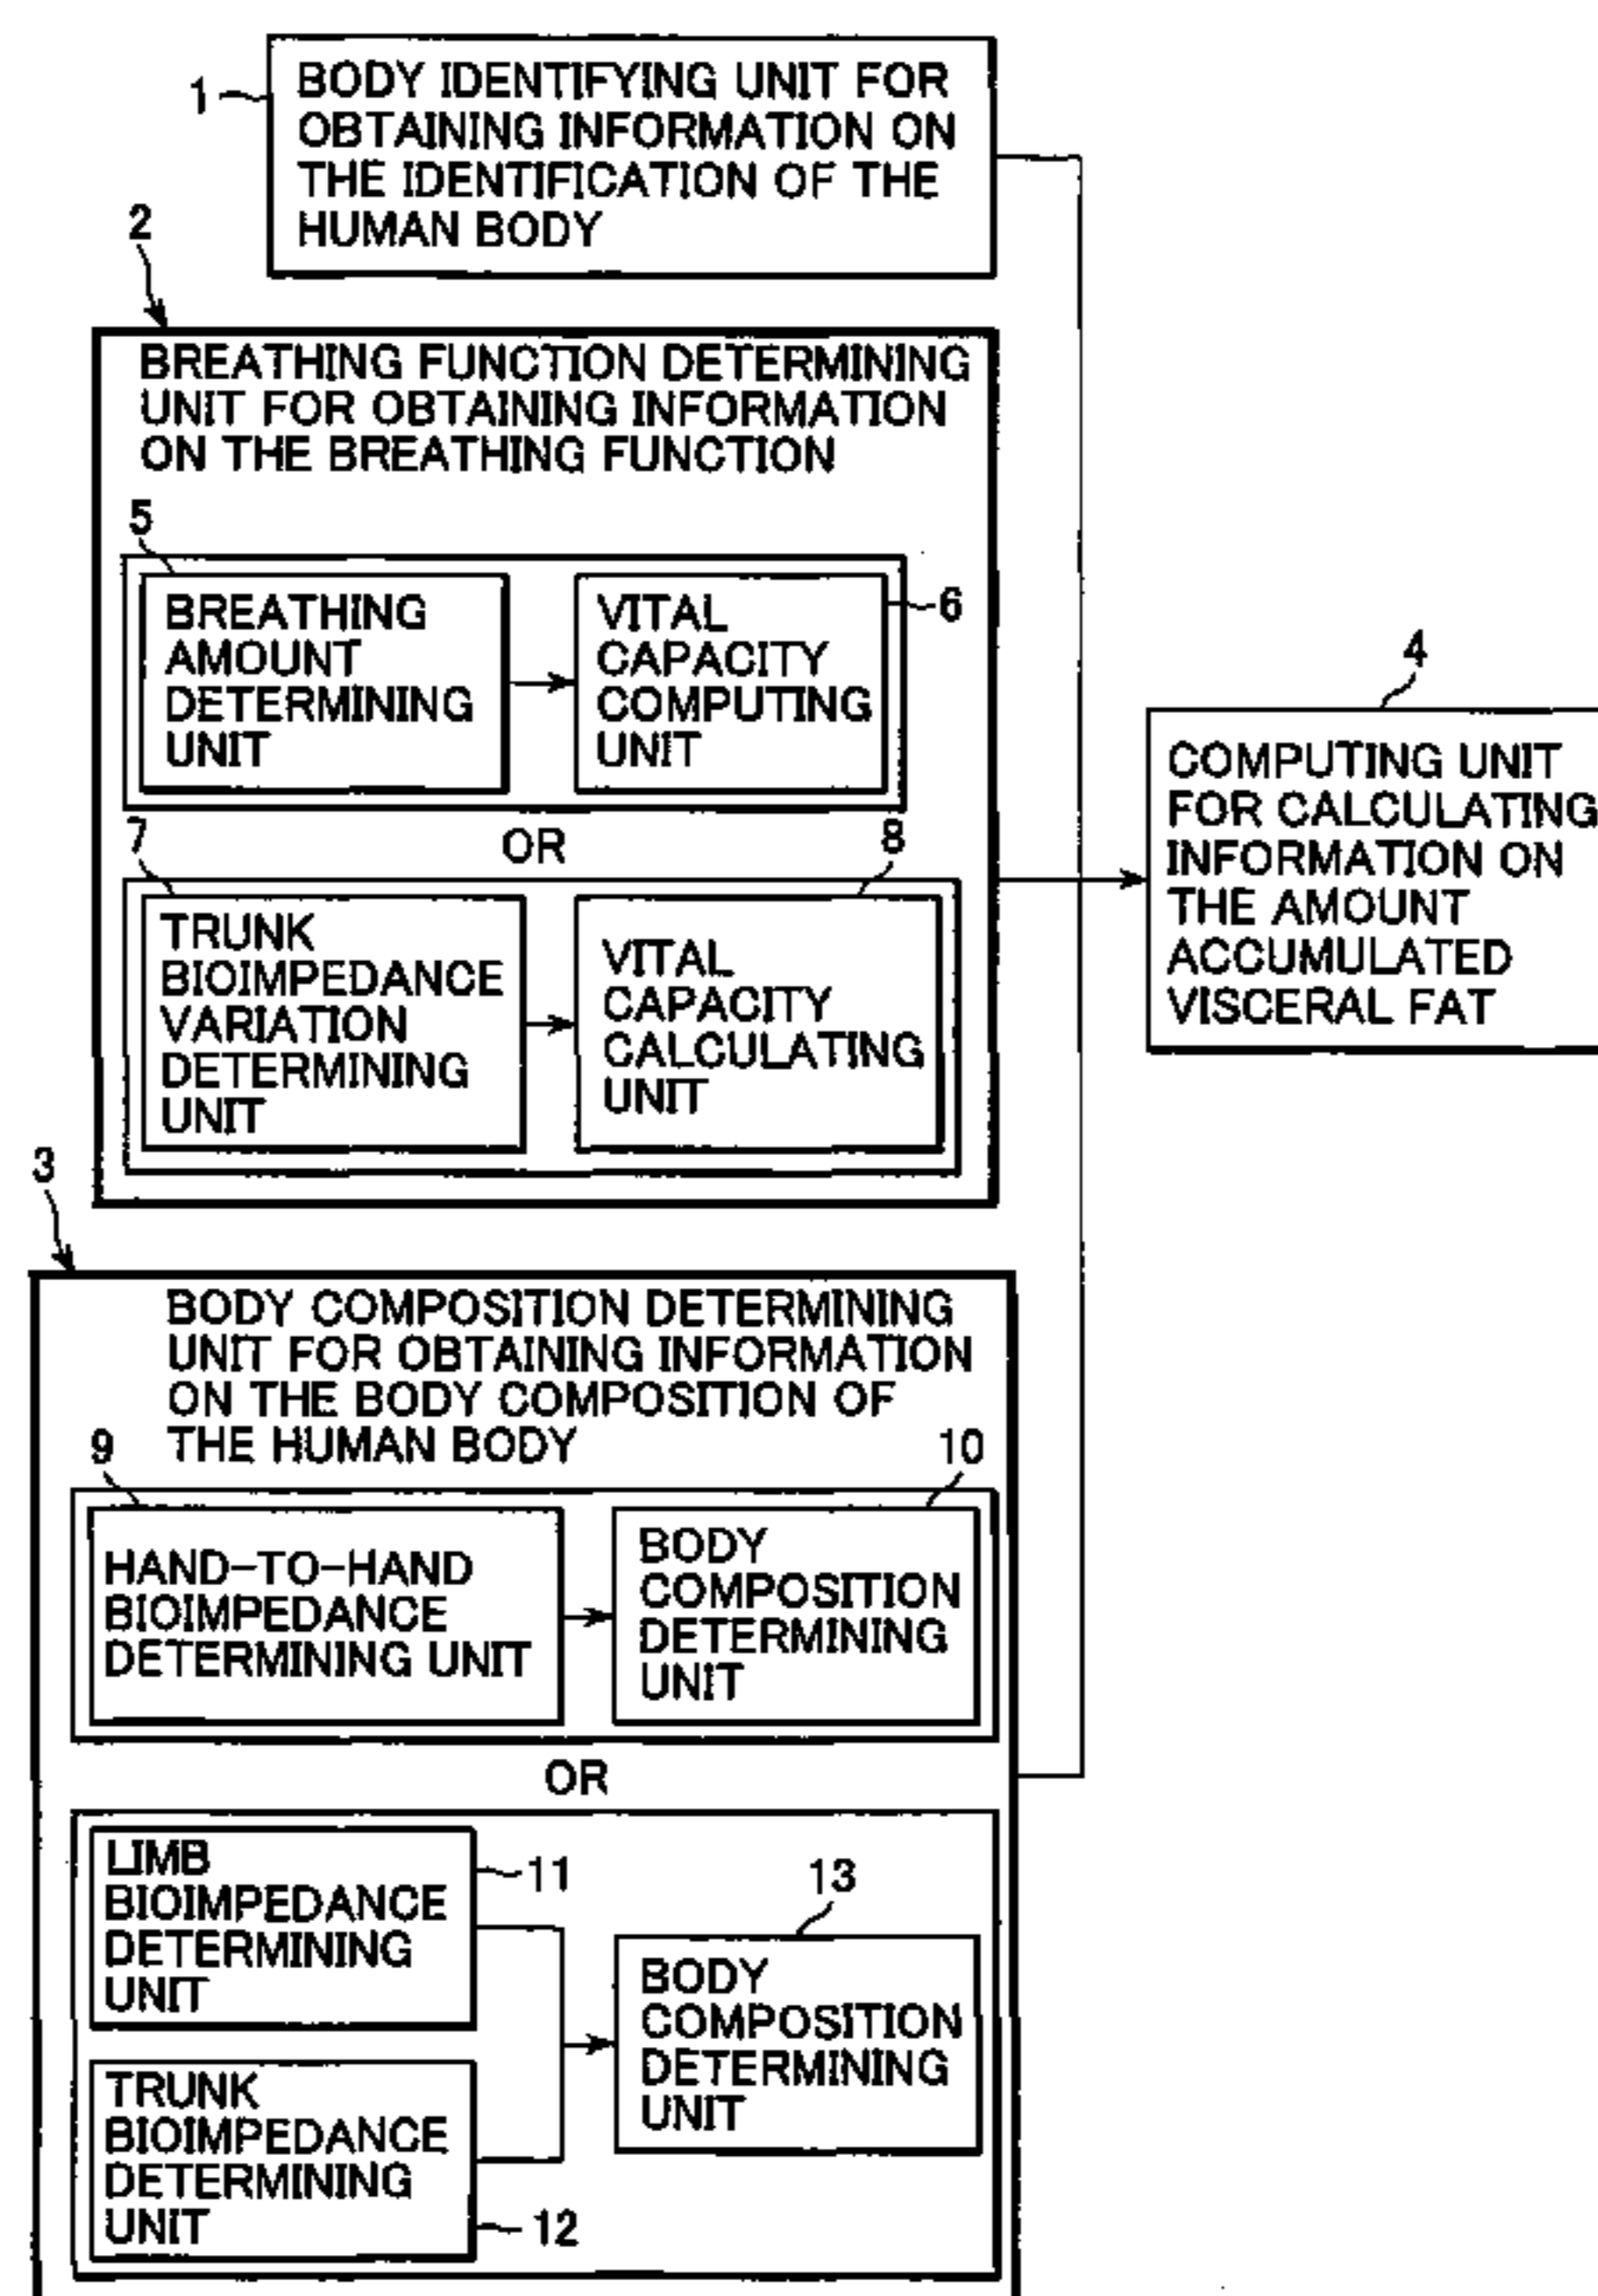 1
BODY IDENTIFYING UNIT FOR
OBTAINING INFORMATION ON
THE IDENTIFICATION OF THE
HUMAN BODY
2
BREATHING FUNCTION DETERMINING
UNIT FOR OBTAINING INFORMATION
ON THE BREATHING FUNCTION
5
BREATHING
AMOUNT
DETERMINING
UNIT
6
VITAL
CAPACITY
COMPUTING
UNIT
OR
7
TRUNK
BIOIMPEDANCE
VARIATION
DETERMINING
UNIT
8
VITAL
CAPACITY
CALCULATING
UNIT
4
COMPUTING UNIT
FOR CALCULATING
INFORMATION ON
THE AMOUNT
ACCUMULATED
VISCERAL FAT
3
BODY COMPOSITION DETERMINING
UNIT FOR OBTAINING INFORMATION
ON THE BODY COMPOSITION OF
THE HUMAN BODY
9
HAND-TO-HAND
BIOIMPEDANCE
DETERMINING UNIT
10
BODY
COMPOSITION
DETERMINING
UNIT
OR
LIMB
BIOIMPEDANCE
DETERMINING
UNIT
11
TRUNK
BIOIMPEDANCE
DETERMINING
UNIT
12
13
BODY
COMPOSITION
DETERMINING
UNIT